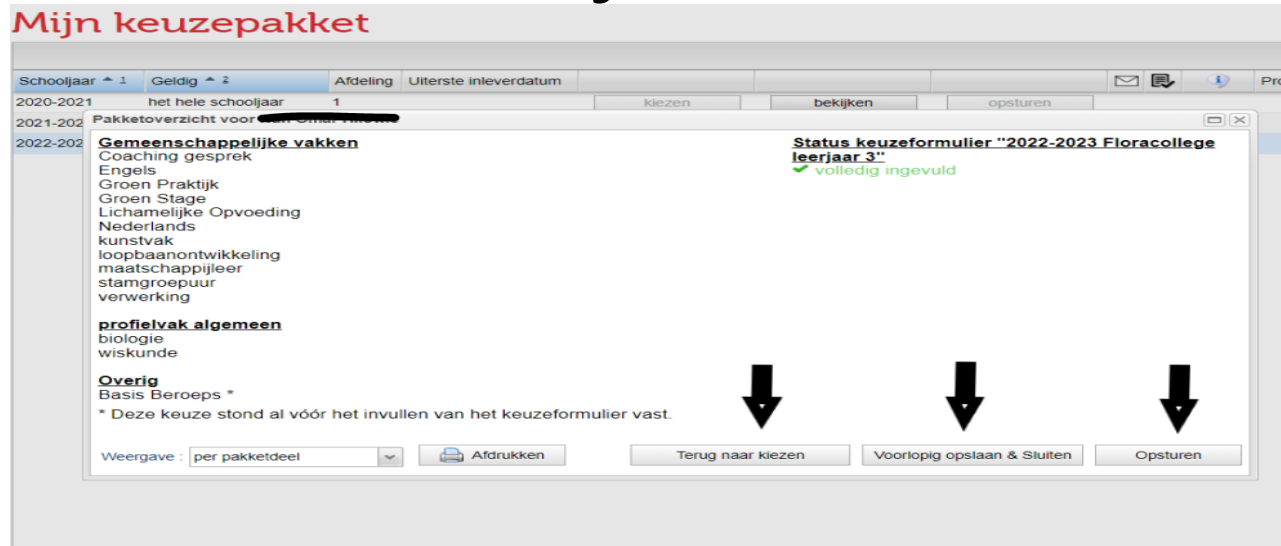 Mijn keuzepakket
Schooljaar 1 Geldig 2 Afdeling Uiterste inleverdatum
2020-2021 het hele schooljaar 1 kiezen bekijken opsturen
2021-202
Pakketoverzicht voor
2022-202
Gemeenschappelijke vakken
Coaching gesprek
Engels
Groen Praktijk
Groen Stage
Lichamelijke Opvoeding
Nederlands
kunstvak
loopbaanontwikkeling
maatschappijleer
stamgroepuur
verwerking
profielvak algemeen
biologie
wiskunde
Overig
Basis Beroeps *
* Deze keuze stond al vóór het invullen van het keuzeformulier vast.
Status keuzeformulier "2022-2023 Floracollege
leerjaar 3"
volledig ingevuld
Weergave : per pakketdeel Afdrukken Terug naar kiezen Voorlopig opslaan & Sluiten Opsturen